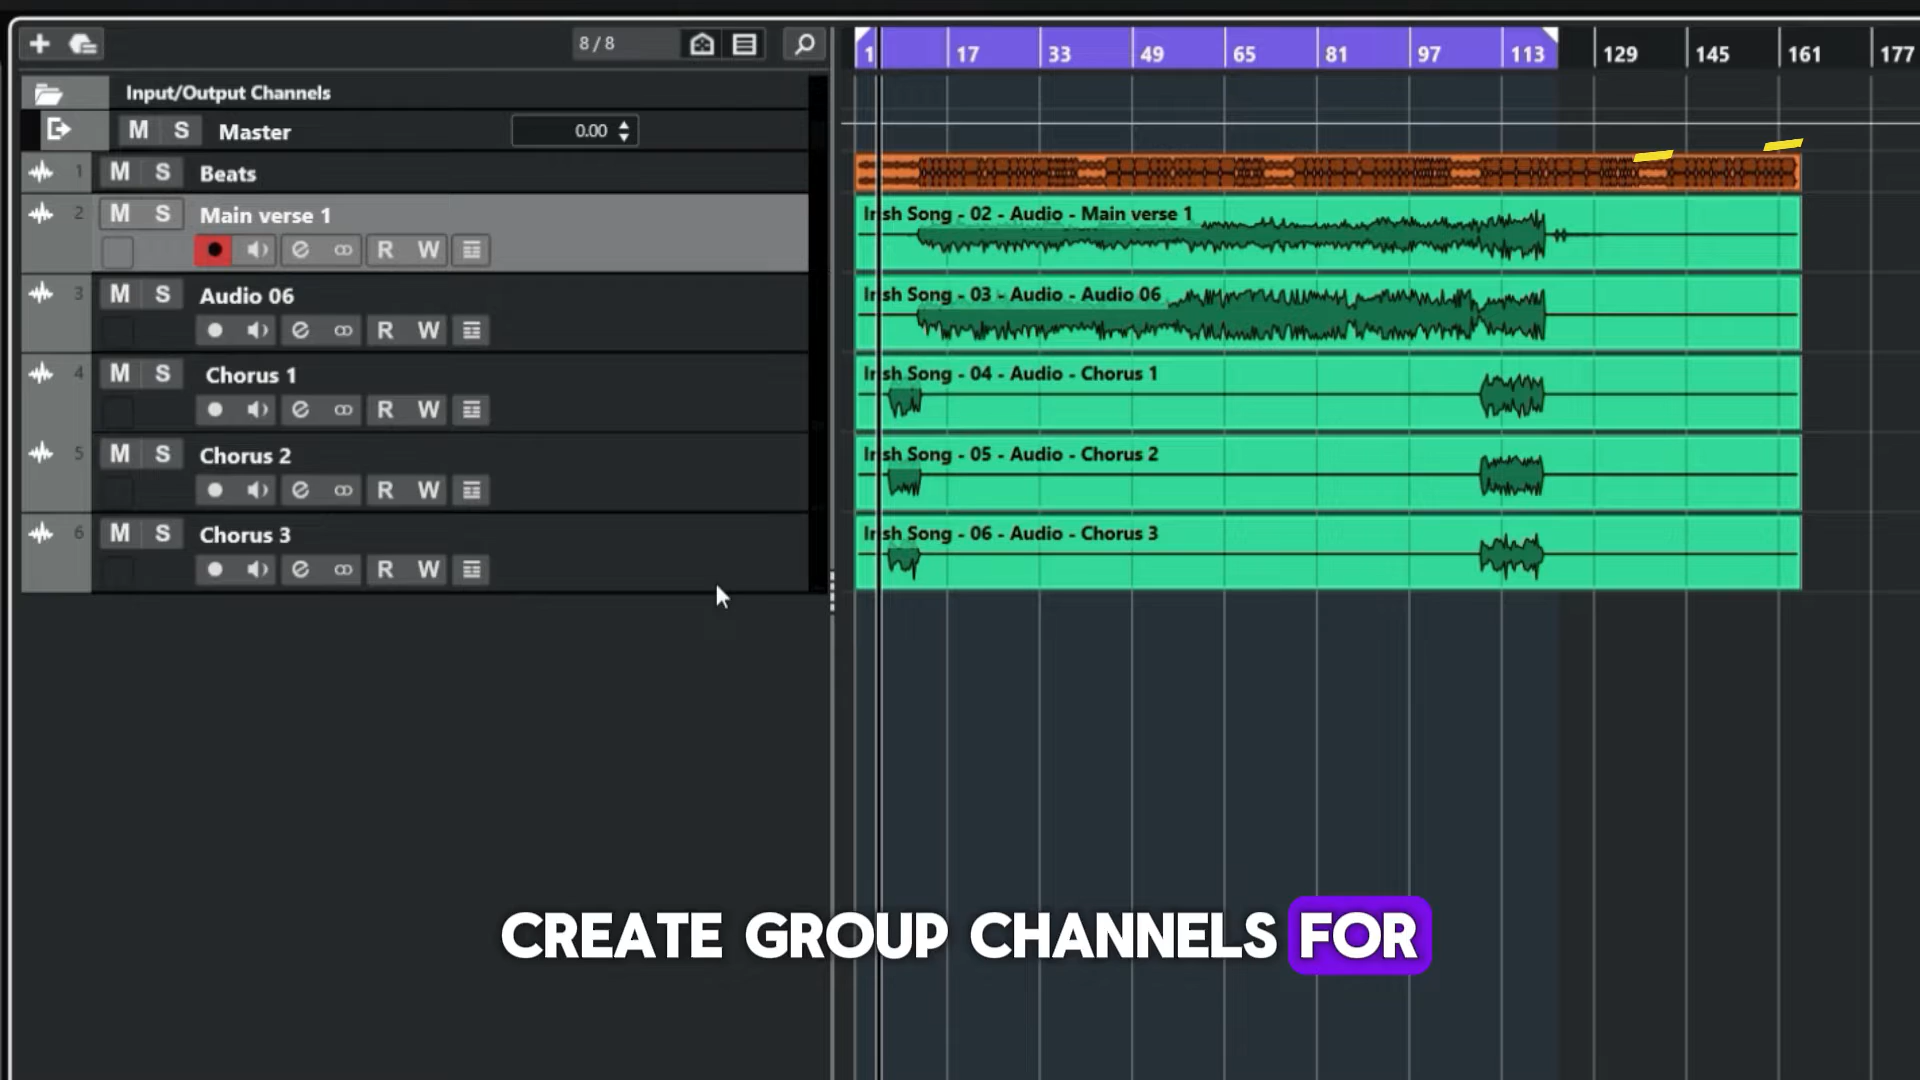 8 / 8
1 17 33 49 65 81 97 113 129 145 161 177
Input/Output Channels
M S Master 0.00
1 M S Beats
2 M S Main verse 1
R W
Irish Song - 02 - Audio - Main verse 1
3 M S Audio 06
R W
Irish Song - 03 - Audio - Audio 06
4 M S Chorus 1
R W
Irish Song - 04 - Audio - Chorus 1
5 M S Chorus 2
R W
Irish Song - 05 - Audio - Chorus 2
6 M S Chorus 3
R W
Irish Song - 06 - Audio - Chorus 3
CREATE GROUP CHANNELS FOR